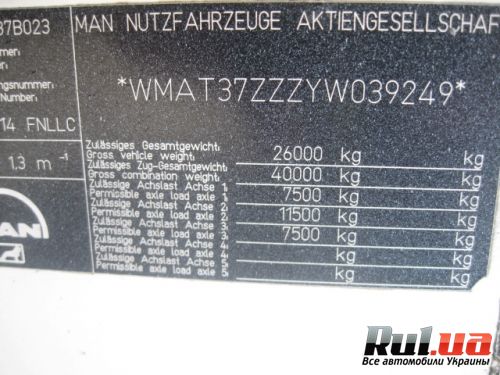 37B023
MAN NUTZFAHRZEUGE AKTIENGESELLSCHAF
mer:
ungsnummer:
*WMAT37ZZZYW039249*
14 FNLLC
1.3 m⁻¹
Zulässiges Gesamtgewicht:
Gross vehicle weight: 26000 kg kg
Zulässiges Zug-Gesamtgewicht:
Gross combination weight: 40000 kg kg
Zulässige Achslast Achse 1:
Permissible axle load axle 1: 7500 kg kg
Zulässige Achslast Achse 2:
Permissible axle load axle 2: 11500 kg kg
Zulässige Achslast Achse 3:
Permissible axle load axle 3: 7500 kg kg
Zulässige Achslast Achse 4:
Permissible axle load axle 4: kg kg
Zulässige Achslast Achse 5:
Permissible axle load axle 5: kg kg
MAN
RUL.ua
Все автомобили Украины